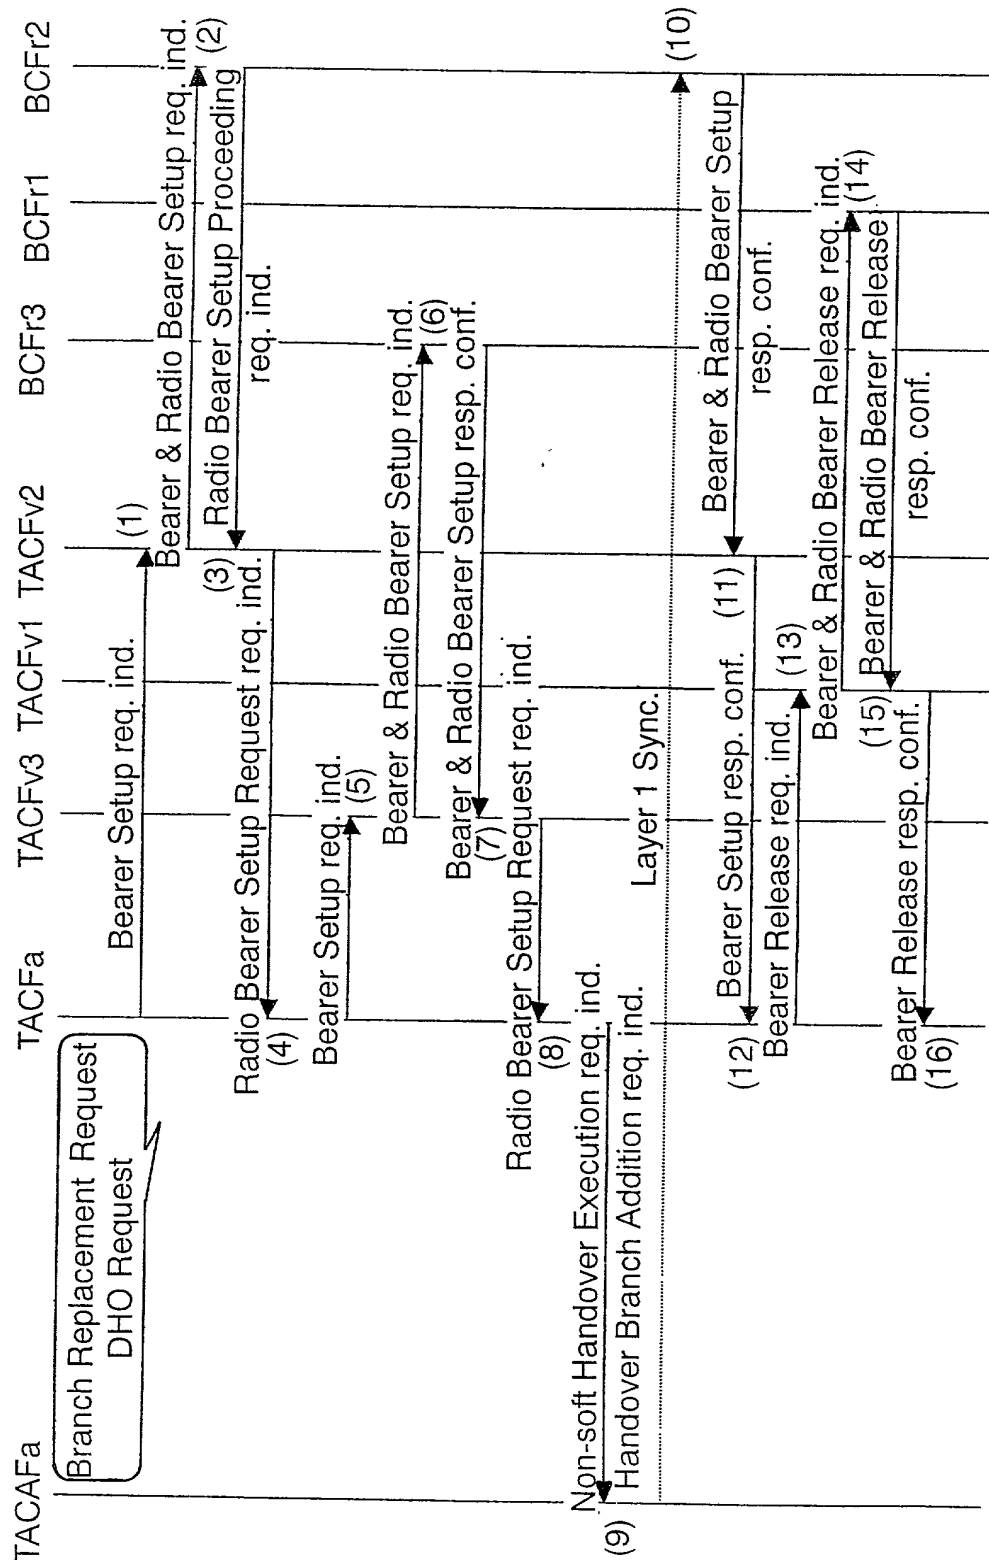 TACAFa
TACFa
TACFv3
TACFv1
TACFv2
BCFr3
BCFr1
BCFr2
Branch Replacement Request
DHO Request
Bearer Setup req. ind.
(1)
Bearer & Radio Bearer Setup req. ind.
(2)
Radio Bearer Setup Proceeding
req. ind.
(3)
Radio Bearer Setup Request req. ind.
(4)
Bearer Setup req. ind.
(5)
Bearer & Radio Bearer Setup req. ind.
(6)
Bearer & Radio Bearer Setup resp. conf.
(7)
Radio Bearer Setup Request req. ind.
(8)
Non-soft Handover Execution req. ind.
Handover Branch Addition req. ind.
(9)
Layer 1 Sync.
(10)
Bearer & Radio Bearer Setup
resp. conf.
(11)
Bearer Setup resp. conf.
(12)
Bearer Release req. ind.
(13)
Bearer & Radio Bearer Release req. ind.
(14)
Bearer & Radio Bearer Release
resp. conf.
(15)
Bearer Release resp. conf.
(16)